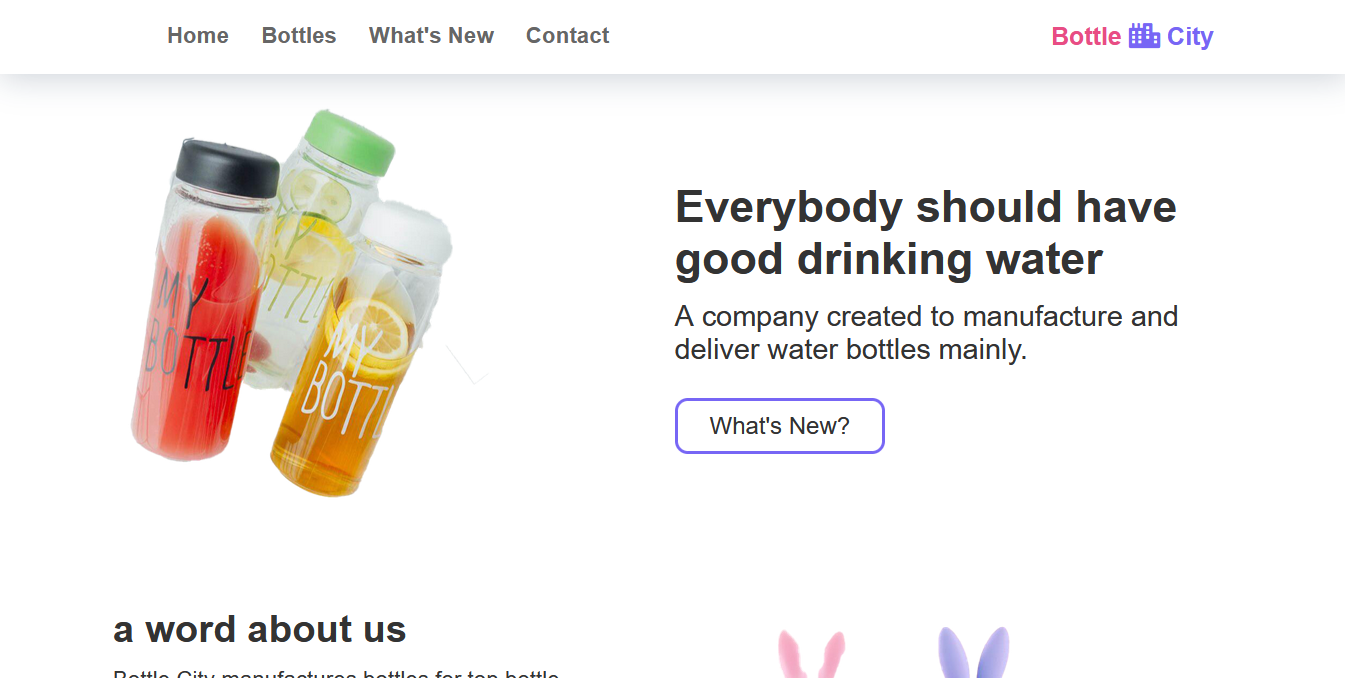 Home Bottles What's New Contact Bottle City
MY
BOTTLE
MY
BOTTLE
MY
BOTTL
Everybody should have
good drinking water
A company created to manufacture and
deliver water bottles mainly.
What's New?
a word about us
Bottle City manufactures bottles for top bottle